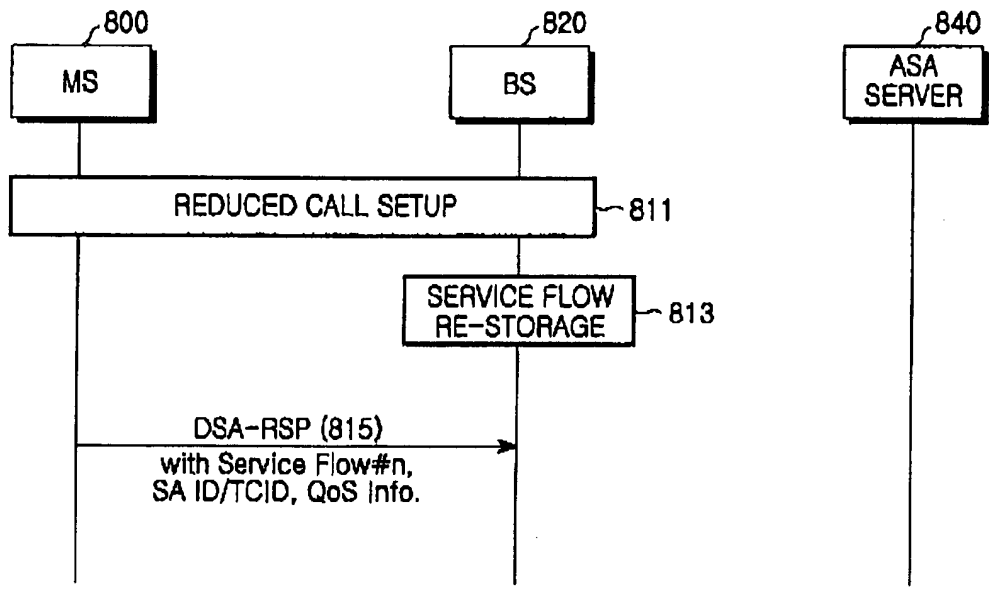 800
820
840
MS
BS
ASA
SERVER
REDUCED CALL SETUP
811
SERVICE FLOW
RE-STORAGE
813
DSA-RSP (815)
with Service Flow#n,
SA ID/TCID, QoS Info.